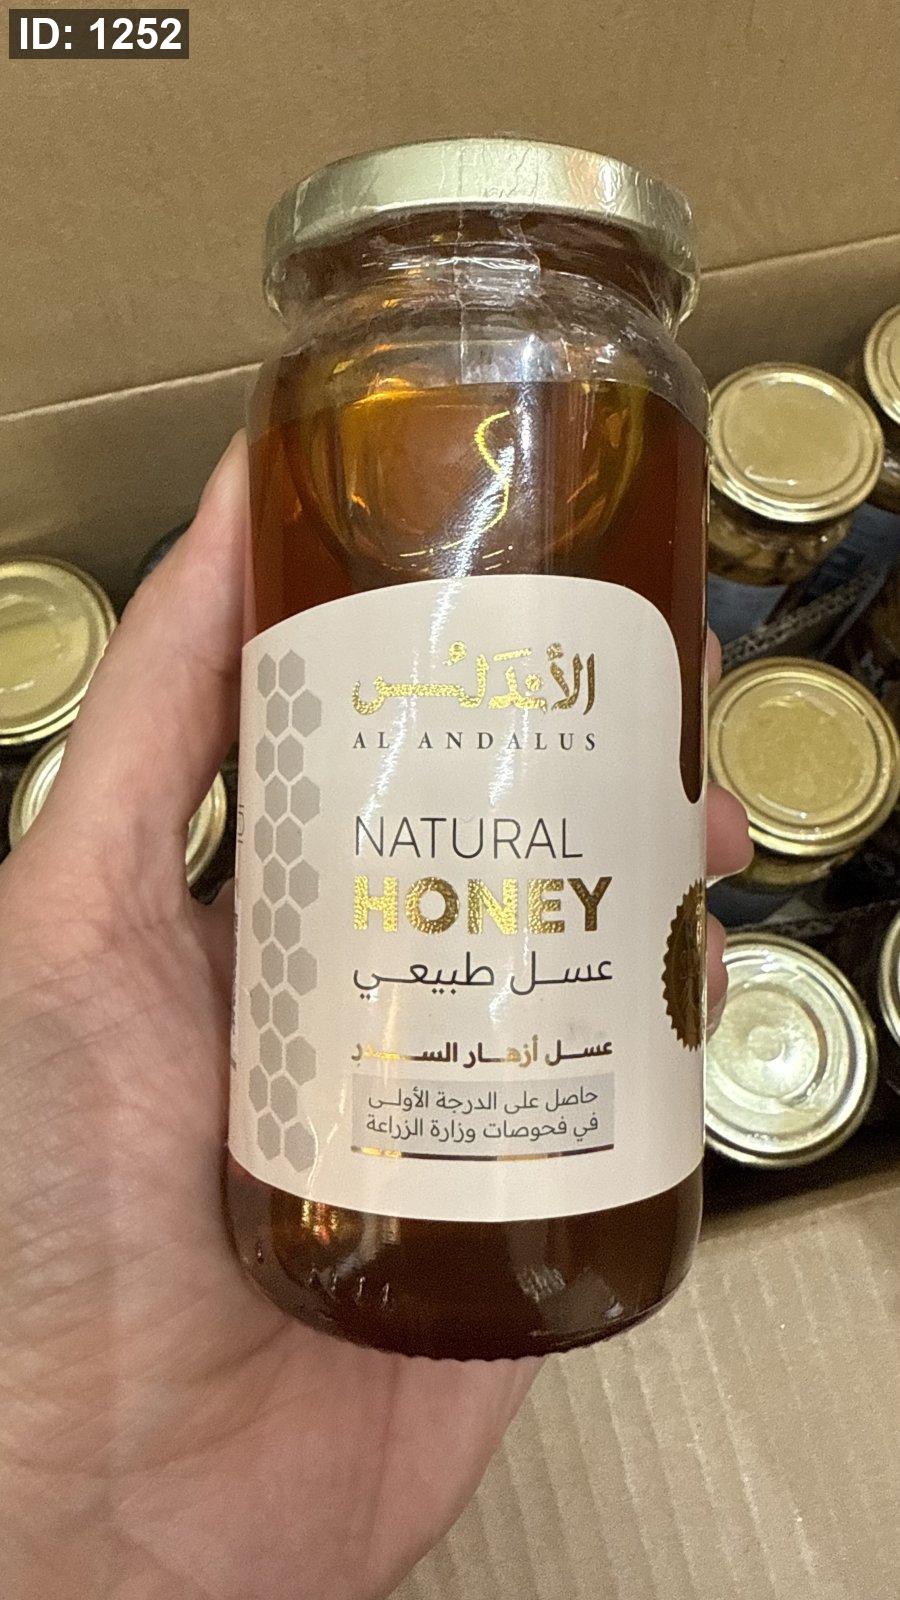 ID: 1252
الأندلس
AL ANDALUS
NATURAL
HONEY
عسل طبيعي
عسل أزهار السدر
حاصل على الدرجة الأولى
في فحوصات وزارة الزراعة